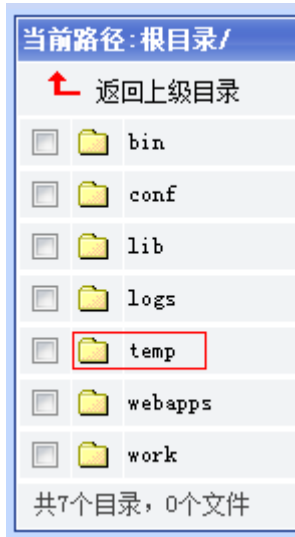 当前路径:根目录/
返回上级目录
bin
conf
lib
logs
temp
webapps
work
共7个目录，0个文件